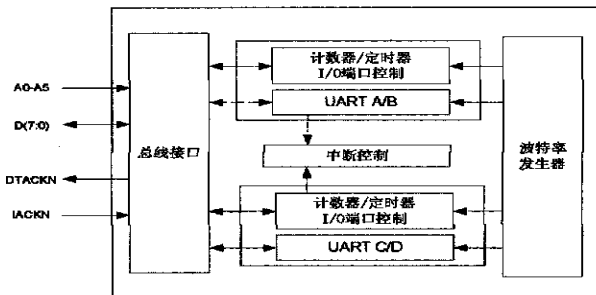 A0-A5
D(7:0)
DTACKN
IACKN
总线接口
计数器/定时器
I/O端口控制
UART A/B
中断控制
计数器/定时器
I/O端口控制
UART C/D
波特率
发生器